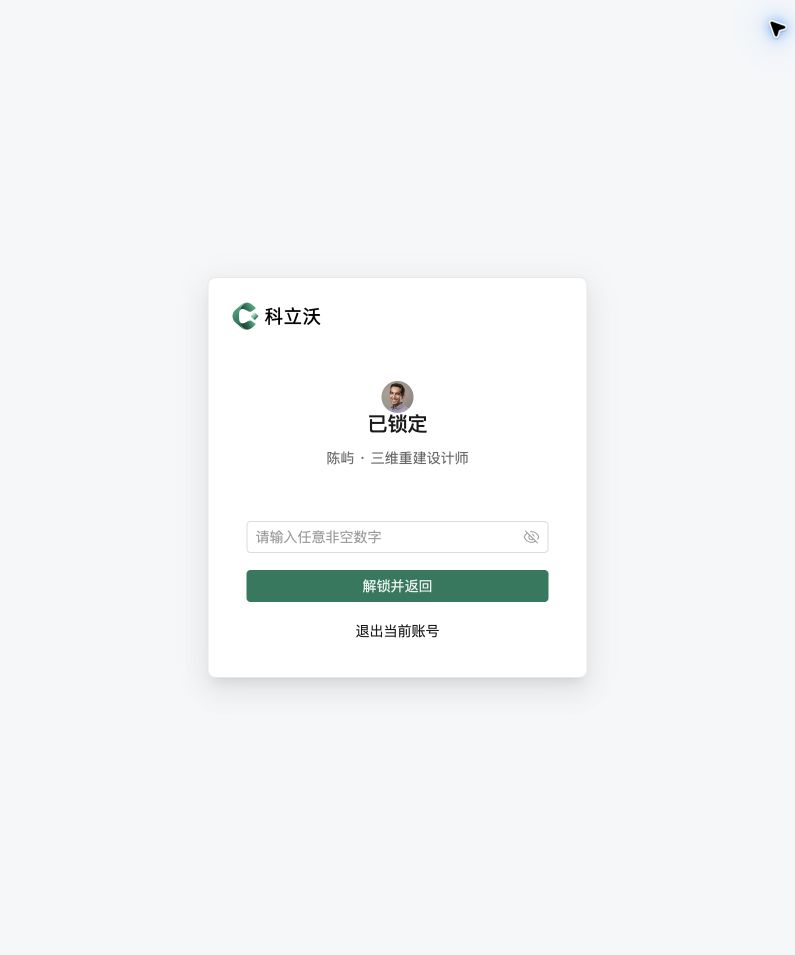 科立沃
已锁定
陈屿 · 三维重建设计师
请输入任意非空数字
解锁并返回
退出当前账号